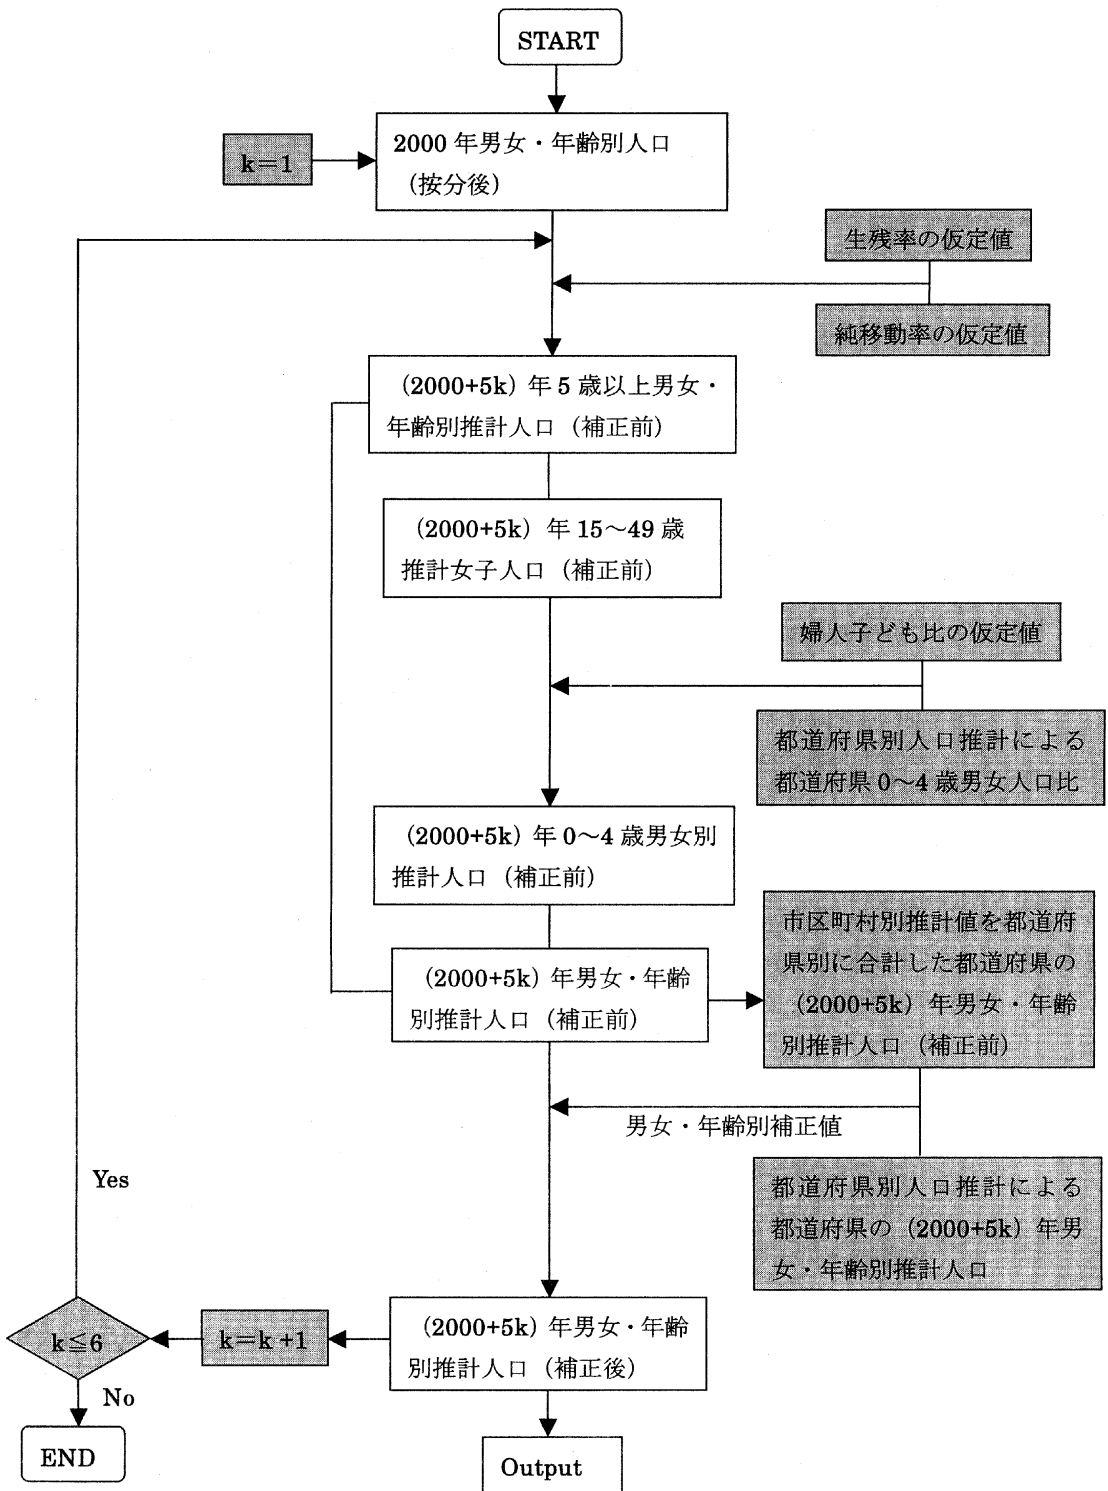 START
2000 年男女・年齢別人口
（按分後）
k＝1
生残率の仮定値
純移動率の仮定値
（2000+5k）年 5 歳以上男女・
年齢別推計人口（補正前）
（2000+5k）年 15～49 歳
推計女子人口（補正前）
婦人子ども比の仮定値
都道府県別人口推計による
都道府県 0～4 歳男女人口比
（2000+5k）年 0～4 歳男女別
推計人口（補正前）
市区町村別推計値を都道府
県別に合計した都道府県の
（2000+5k）年男女・年齢
別推計人口（補正前）
（2000+5k）年男女・年齢
別推計人口（補正前）
男女・年齢別補正値
都道府県別人口推計による
都道府県の（2000+5k）年男
女・年齢別推計人口
Yes
（2000+5k）年男女・年齢
別推計人口（補正後）
k＝k +1
k≦6
No
END
Output